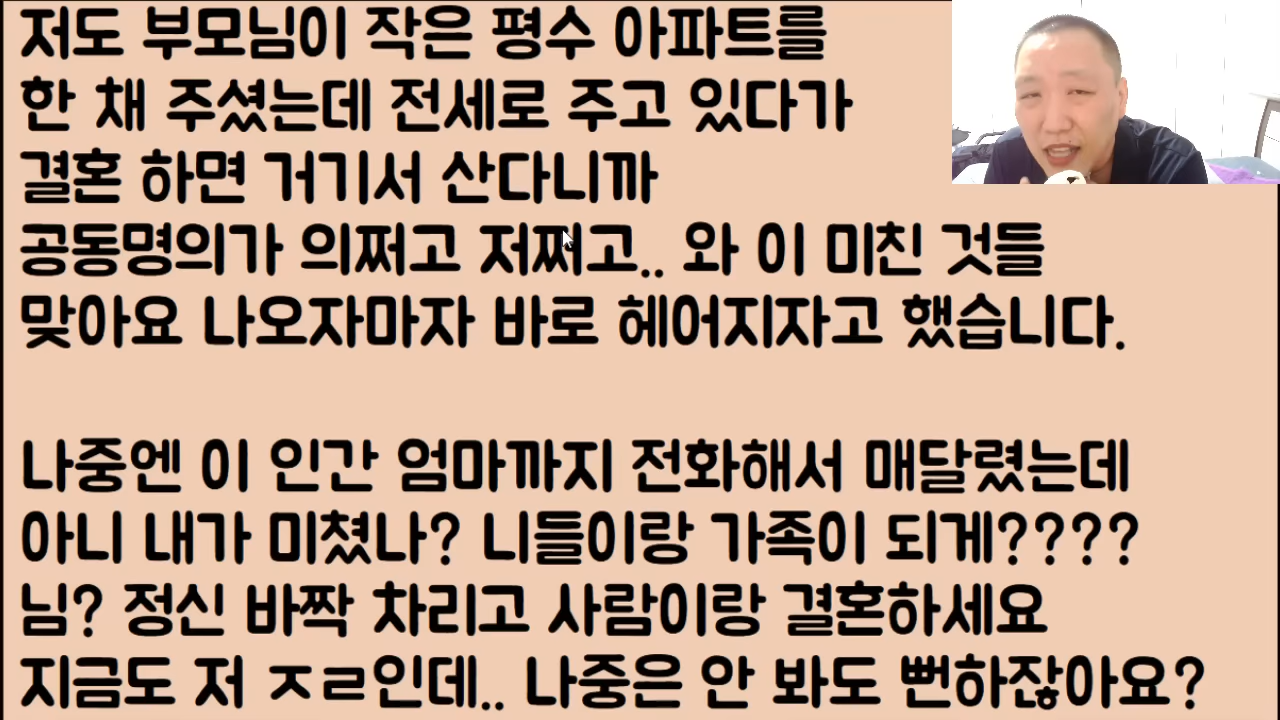 저도 부모님이 작은 평수 아파트를
한 채 주셨는데 전세로 주고 있다가
결혼 하면 거기서 산다니까
공동명의가 의쩌고 저쩌고.. 와 이 미친 것들
맞아요 나오자마자 바로 헤어지자고 했습니다.
나중엔 이 인간 엄마까지 전화해서 매달렸는데
아니 내가 미쳤나? 니들이랑 가족이 되게????
님? 정신 바짝 차리고 사람이랑 결혼하세요
지금도 저 ㅈㄹ인데.. 나중은 안 봐도 뻔하잖아요?